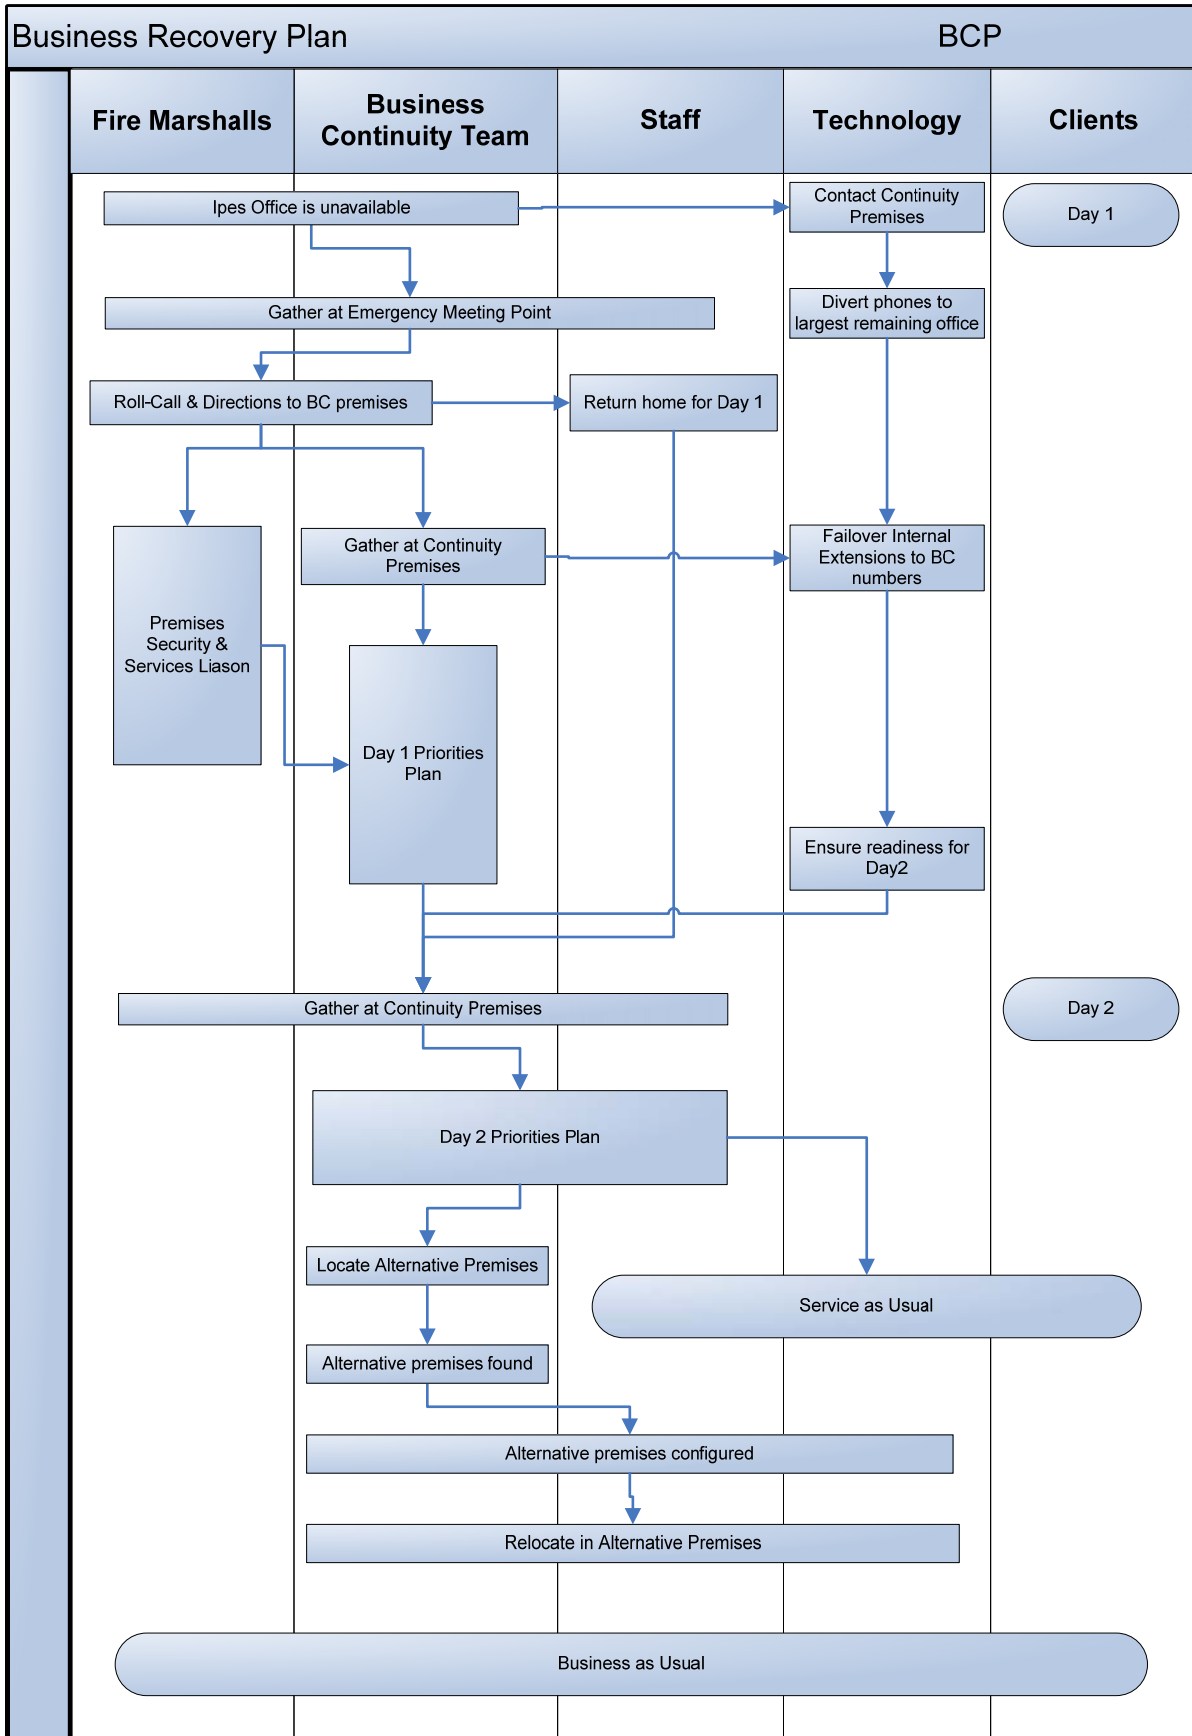 Business Recovery Plan
BCP
Fire Marshalls
Business
Continuity Team
Staff
Technology
Clients
Ipes Office is unavailable
Contact Continuity
Premises
Day 1
Gather at Emergency Meeting Point
Divert phones to
largest remaining office
Roll-Call & Directions to BC premises
Return home for Day 1
Gather at Continuity
Premises
Failover Internal
Extensions to BC
numbers
Premises
Security &
Services Liason
Day 1 Priorities
Plan
Ensure readiness for
Day2
Gather at Continuity Premises
Day 2
Day 2 Priorities Plan
Locate Alternative Premises
Service as Usual
Alternative premises found
Alternative premises configured
Relocate in Alternative Premises
Business as Usual